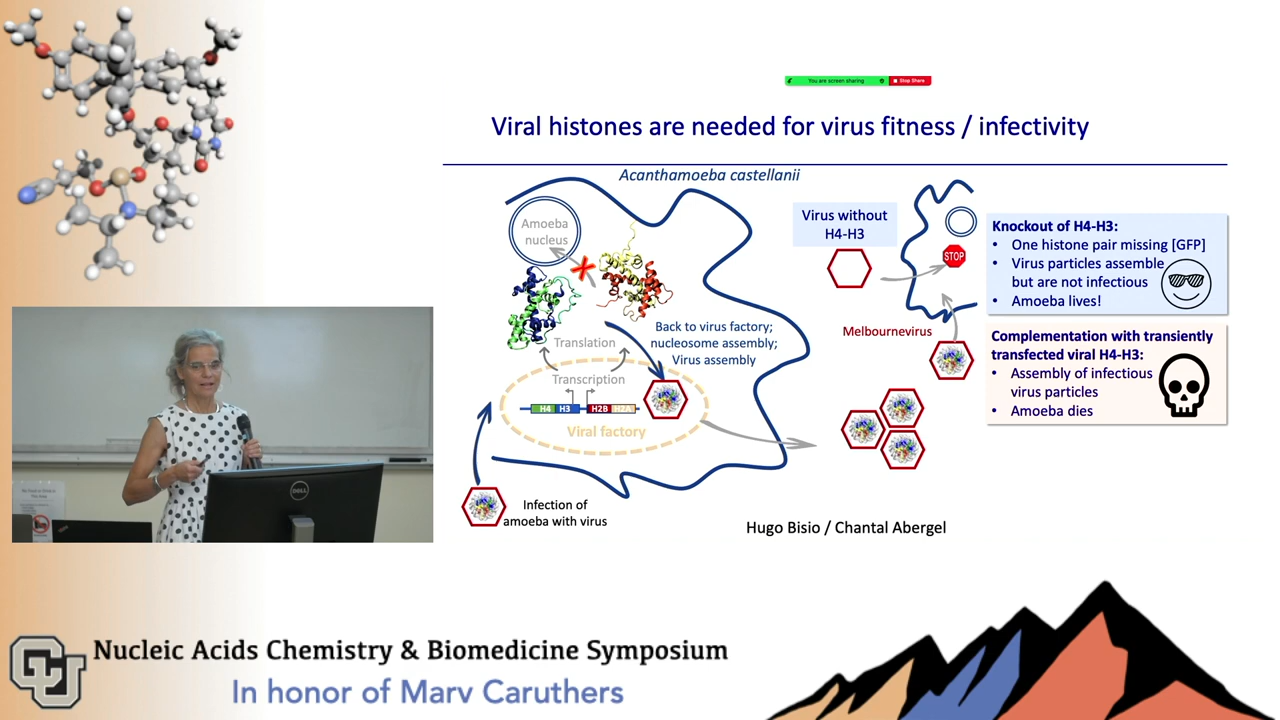 You are screen sharing
Stop Share
Viral histones are needed for virus fitness / infectivity
Acanthamoeba castellanii
Amoeba
nucleus
Translation
Transcription
H4
H3
H2B
H2A
Viral factory
Back to virus factory;
nucleosome assembly;
Virus assembly
Infection of
amoeba with virus
Virus without
H4-H3
STOP
Melbournevirus
Knockout of H4-H3:
• One histone pair missing [GFP]
• Virus particles assemble
but are not infectious
• Amoeba lives!
Complementation with transiently
transfected viral H4-H3:
• Assembly of infectious
virus particles
• Amoeba dies
Hugo Bisio / Chantal Abergel
DELL
CU
Nucleic Acids Chemistry & Biomedicine Symposium
In honor of Marv Caruthers